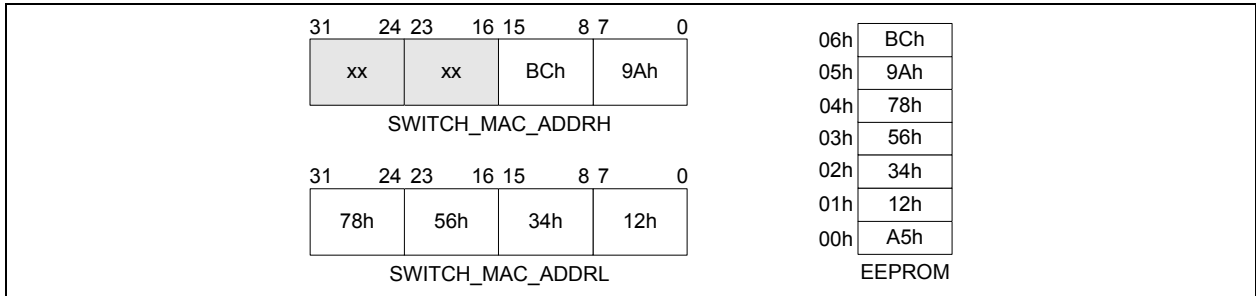 31 24 23 16 15 8 7 0
xx xx BCh 9Ah
SWITCH_MAC_ADDRH
31 24 23 16 15 8 7 0
78h 56h 34h 12h
SWITCH_MAC_ADDRL
06h BCh
05h 9Ah
04h 78h
03h 56h
02h 34h
01h 12h
00h A5h
EEPROM